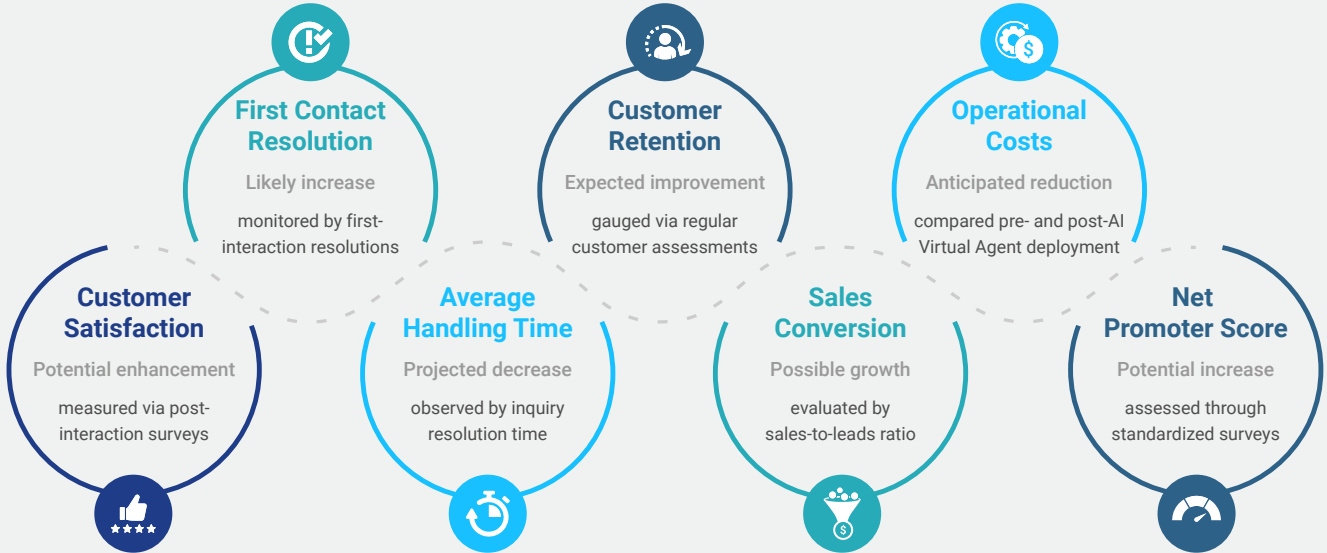 First Contact
Resolution
Likely increase
monitored by first-
interaction resolutions
Customer
Retention
Expected improvement
gauged via regular
customer assessments
Operational
Costs
Anticipated reduction
compared pre- and post-AI
Virtual Agent deployment
Customer
Satisfaction
Potential enhancement
measured via post-
interaction surveys
Average
Handling Time
Projected decrease
observed by inquiry
resolution time
Sales
Conversion
Possible growth
evaluated by
sales-to-leads ratio
$
Net
Promoter Score
Potential increase
assessed through
standardized surveys
$